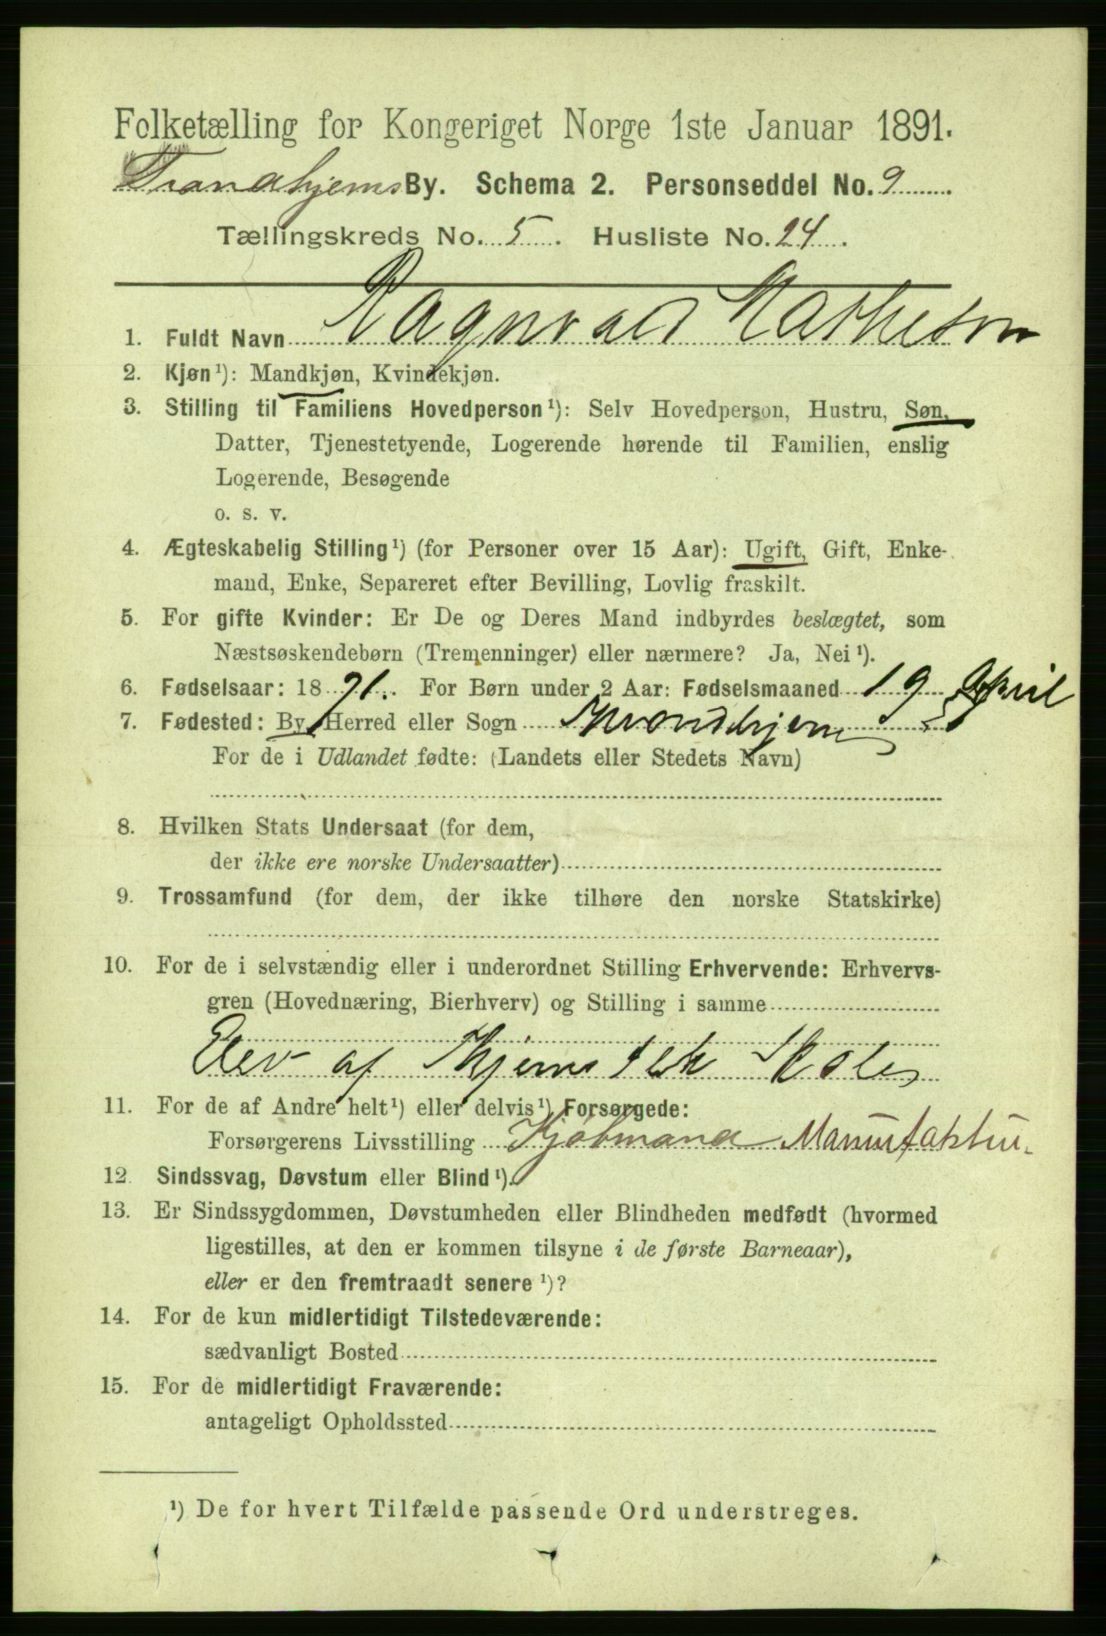 Folketælling for Kongeriget Norge 1ste Januar 1891.
Trondhjems By. Schema 2. Personseddel No. 9
Tællingskreds No. 5. Husliste No. 24.
1. Fuldt Navn Ragnvald Matheson
2. Kjøn¹): Mandkjøn, Kvindekjøn.
3. Stilling til Familiens Hovedperson¹): Selv Hovedperson, Hustru, Søn,
Datter, Tjenestetyende, Logerende hørende til Familien, enslig
Logerende, Besøgende
o. s. v.
4. Ægteskabelig Stilling¹) (for Personer over 15 Aar): Ugift, Gift, Enke-
mand, Enke, Separeret efter Bevilling, Lovlig fraskilt.
5. For gifte Kvinder: Er De og Deres Mand indbyrdes beslægtet, som
Næstsøskendebørn (Tremenninger) eller nærmere? Ja, Nei¹).
6. Fødselsaar: 1871. For Børn under 2 Aar: Fødselsmaaned 19 April
7. Fødested: By, Herred eller Sogn Throndhjem
For de i Udlandet fødte: (Landets eller Stedets Navn)
8. Hvilken Stats Undersaat (for dem,
der ikke ere norske Undersaatter)
9. Trossamfund (for dem, der ikke tilhøre den norske Statskirke)
10. For de i selvstændig eller i underordnet Stilling Erhvervende: Erhvervs-
gren (Hovednæring, Bierhverv) og Stilling i samme
Elev af Thjems tek Skole
11. For de af Andre helt¹) eller delvis¹) Forsørgede:
Forsørgerens Livsstilling Kjøbmand Manufaktur.
12 Sindssvag, Døvstum eller Blind¹).
13. Er Sindssygdommen, Døvstumheden eller Blindheden medfødt (hvormed
ligestilles, at den er kommen tilsyne i de første Barneaar),
eller er den fremtraadt senere¹)?
14. For de kun midlertidigt Tilstedeværende:
sædvanligt Bosted
15. For de midlertidigt Fraværende:
antageligt Opholdssted
¹) De for hvert Tilfælde passende Ord understreges.